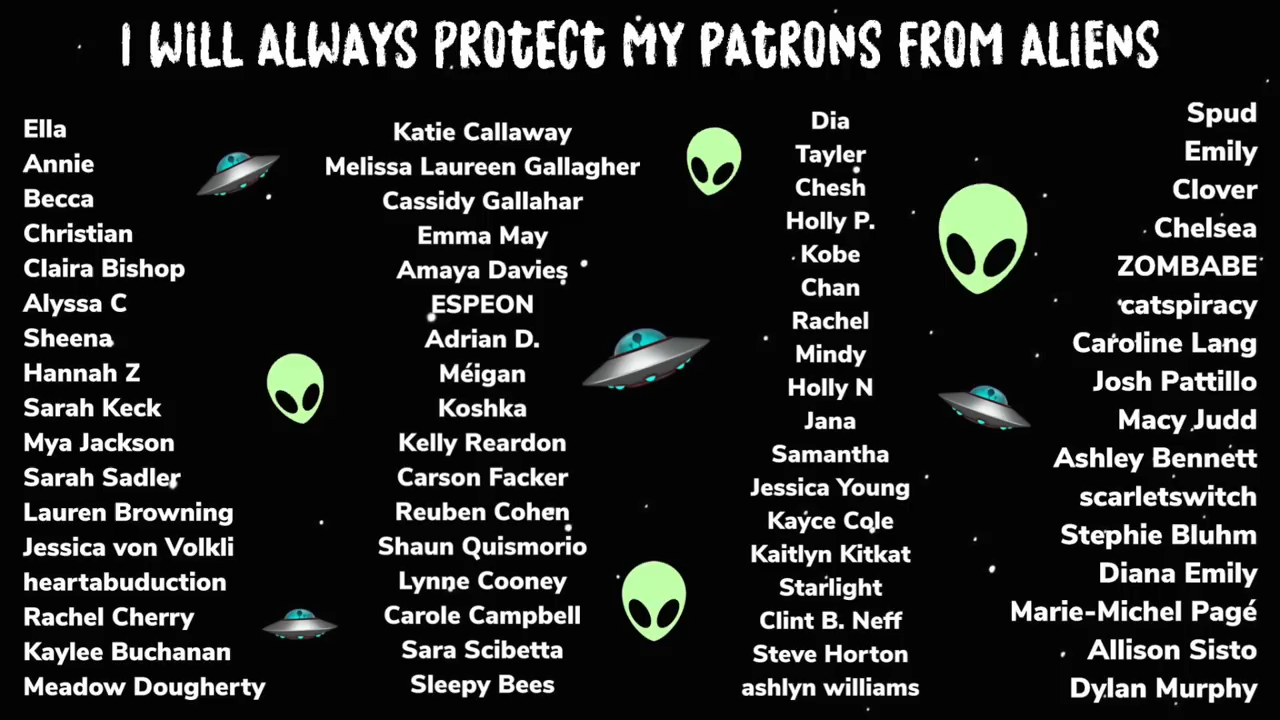 I WILL ALWAYS PROTECT MY PATRONS FROM ALIENS
Ella
Annie
Becca
Christian
Claira Bishop
Alyssa C
Sheena
Hannah Z
Sarah Keck
Mya Jackson
Sarah Sadler
Lauren Browning
Jessica von Volkli
heartabuduction
Rachel Cherry
Kaylee Buchanan
Meadow Dougherty
Katie Callaway
Melissa Laureen Gallagher
Cassidy Gallahar
Emma May
Amaya Davies
ESPEON
Adrian D.
Méigan
Koshka
Kelly Reardon
Carson Facker
Reuben Cohen
Shaun Quismorio
Lynne Cooney
Carole Campbell
Sara Scibetta
Sleepy Bees
Dia
Tayler
Chesh
Holly P.
Kobe
Chan
Rachel
Mindy
Holly N
Jana
Samantha
Jessica Young
Kayce Cole
Kaitlyn Kitkat
Starlight
Clint B. Neff
Steve Horton
ashlyn williams
Spud
Emily
Clover
Chelsea
ZOMBABE
catspiracy
Caroline Lang
Josh Pattillo
Macy Judd
Ashley Bennett
scarletswitch
Stephie Bluhm
Diana Emily
Marie-Michel Pagé
Allison Sisto
Dylan Murphy